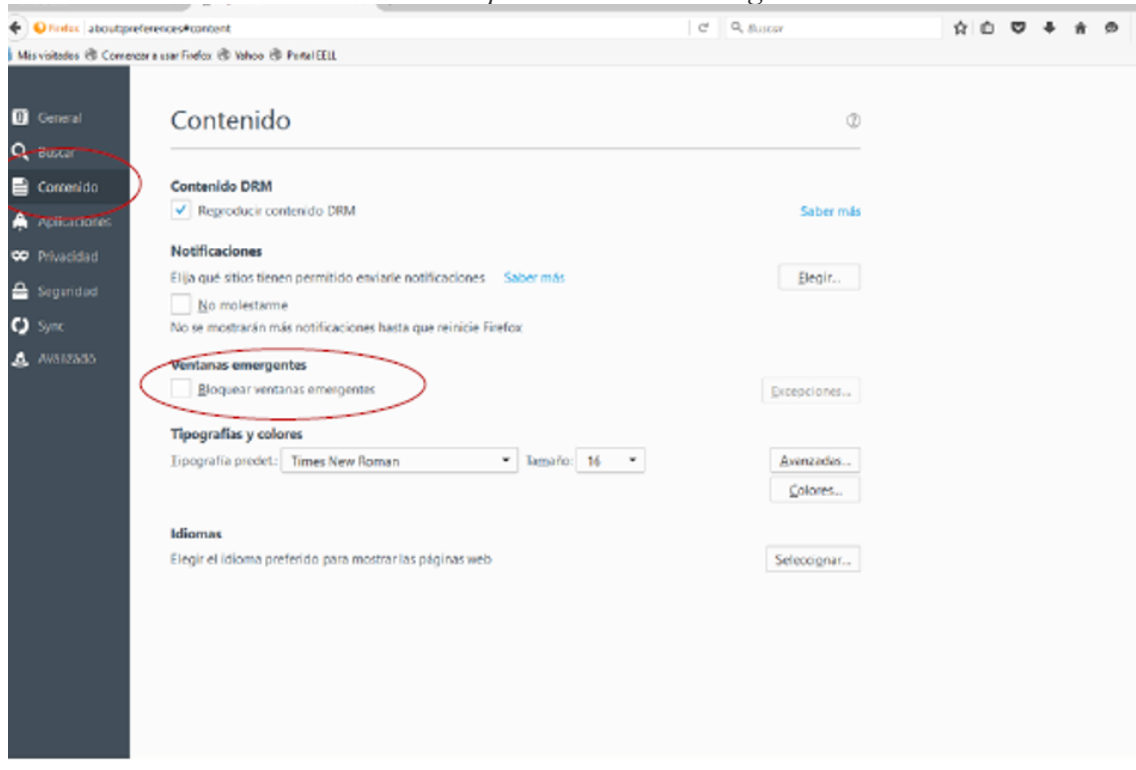 Firefox about:preferences#content
Buscar
Más visitados Comenzar a usar Firefox Yahoo Portal EELL
General
Buscar
Contenido
Aplicaciones
Privacidad
Seguridad
Sync
Avanzado
Contenido
Contenido DRM
Reproducir contenido DRM Saber más
Notificaciones
Elija qué sitios tienen permitido enviarle notificaciones Saber más Elegir...
No molestarme
No se mostrarán más notificaciones hasta que reinicie Firefox
Ventanas emergentes
Bloquear ventanas emergentes Excepciones...
Tipografías y colores
Tipografía predet.: Times New Roman Tamaño: 16 Avanzadas...
Colores...
Idiomas
Elegir el idioma preferido para mostrar las páginas web Seleccionar...